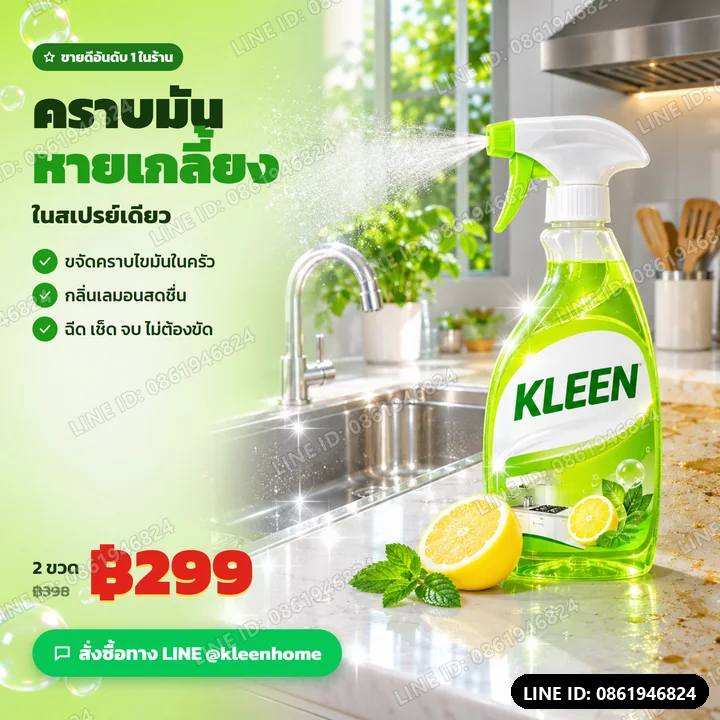 ขายดีอันดับ 1 ในร้าน
คราบมัน
หายเกลี้ยง
ในสเปรย์เดียว
ขจัดคราบไขมันในครัว
กลิ่นเลมอนสดชื่น
ฉีด เช็ด จบ ไม่ต้องขัด
KLEEN
2 ขวด
฿398
฿299
สั่งซื้อทาง LINE @kleenhome
LINE ID: 0861946824